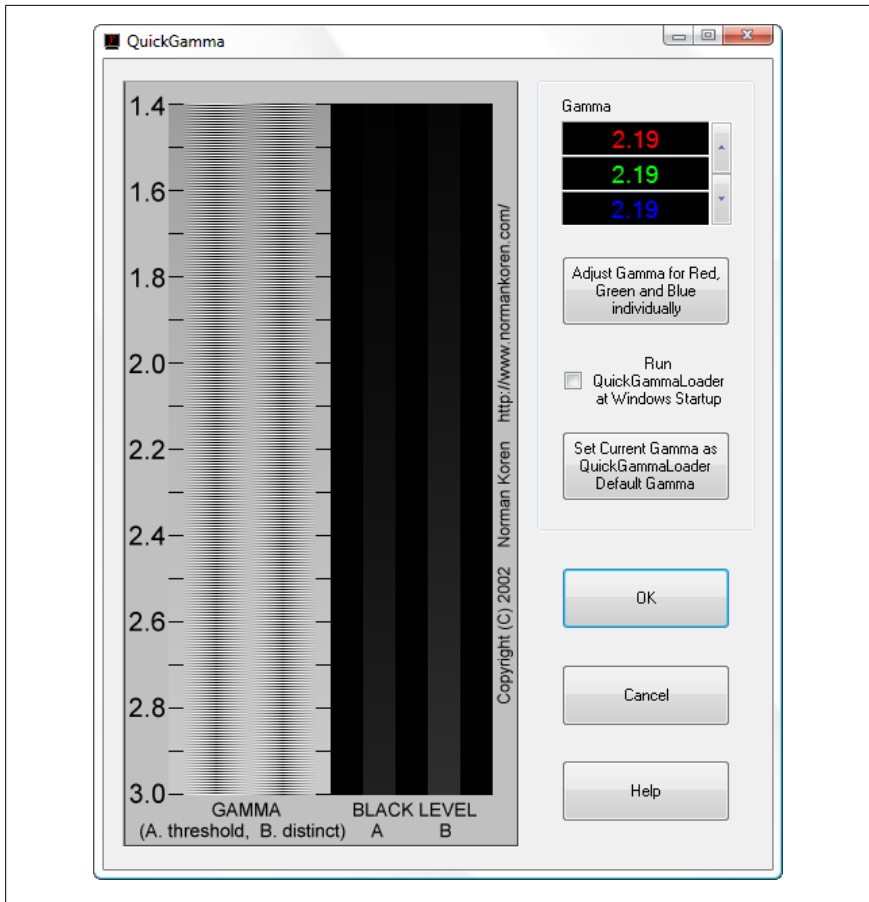 QuickGamma
1.4
1.6
1.8
2.0
2.2
2.4
2.6
2.8
3.0
GAMMA
(A. threshold, B. distinct)
BLACK LEVEL
A B
Copyright (C) 2002 Norman Koren http://www.normankoren.com/
Gamma
2.19
2.19
2.19
Adjust Gamma for Red,
Green and Blue
individually
Run
QuickGammaLoader
at Windows Startup
Set Current Gamma as
QuickGammaLoader
Default Gamma
OK
Cancel
Help